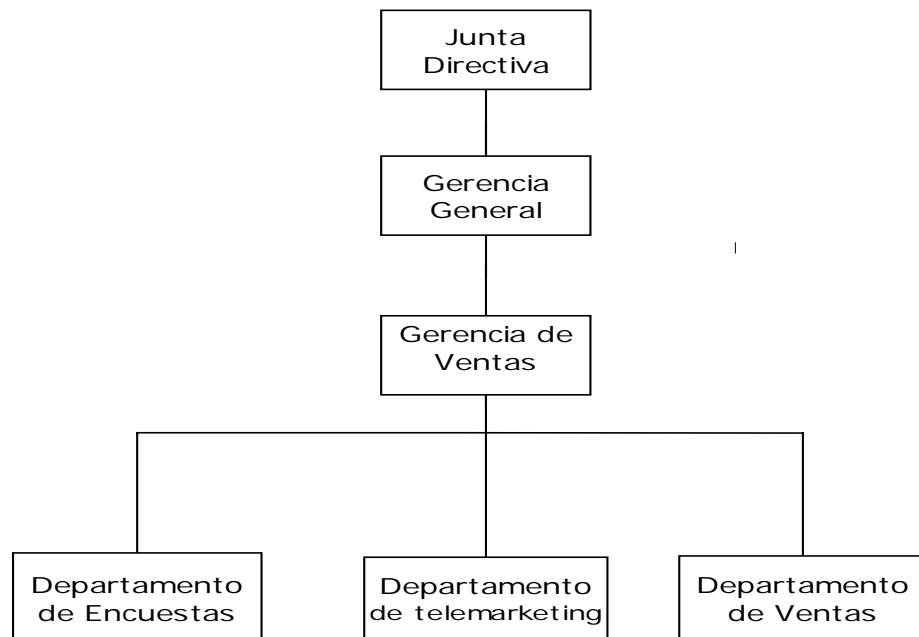 Junta
Directiva
Gerencia
General
Gerencia de
Ventas
Departamento
de Encuestas
Departamento
de telemarketing
Departamento
de Ventas